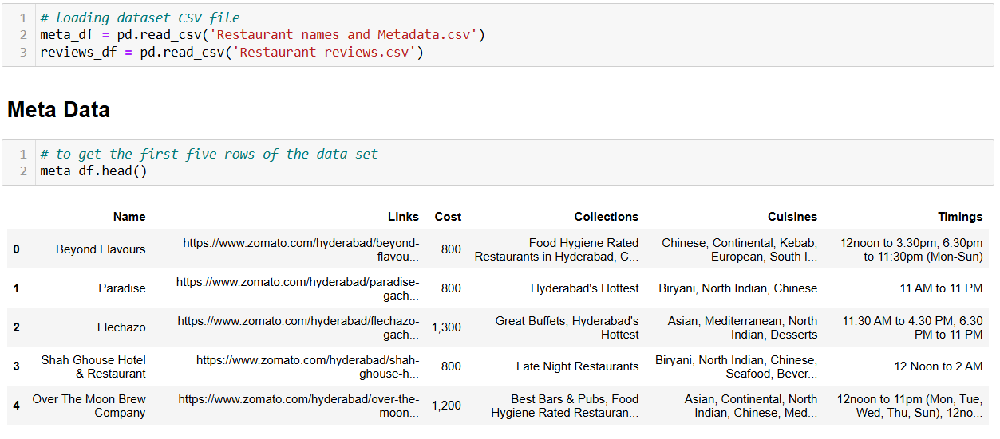 1 # loading dataset CSV file
2 meta_df = pd.read_csv('Restaurant names and Metadata.csv')
3 reviews_df = pd.read_csv('Restaurant reviews.csv')
Meta Data
1 # to get the first five rows of the data set
2 meta_df.head()
Name Links Cost Collections Cuisines Timings
0 Beyond Flavours https://www.zomato.com/hyderabad/beyond-
flavou... 800 Food Hygiene Rated
Restaurants in Hyderabad, C... Chinese, Continental, Kebab,
European, South I... 12noon to 3:30pm, 6:30pm
to 11:30pm (Mon-Sun)
1 Paradise https://www.zomato.com/hyderabad/paradise-
gach... 800 Hyderabad's Hottest Biryani, North Indian, Chinese 11 AM to 11 PM
2 Flechazo https://www.zomato.com/hyderabad/flechazo-
gach... 1,300 Great Buffets, Hyderabad's
Hottest Asian, Mediterranean, North
Indian, Desserts 11:30 AM to 4:30 PM, 6:30
PM to 11 PM
3 Shah Ghouse Hotel
& Restaurant https://www.zomato.com/hyderabad/shah-
ghouse-h... 800 Late Night Restaurants Biryani, North Indian, Chinese,
Seafood, Bever... 12 Noon to 2 AM
4 Over The Moon Brew
Company https://www.zomato.com/hyderabad/over-the-
moon... 1,200 Best Bars & Pubs, Food
Hygiene Rated Restauran... Asian, Continental, North
Indian, Chinese, Med... 12noon to 11pm (Mon, Tue,
Wed, Thu, Sun), 12no...